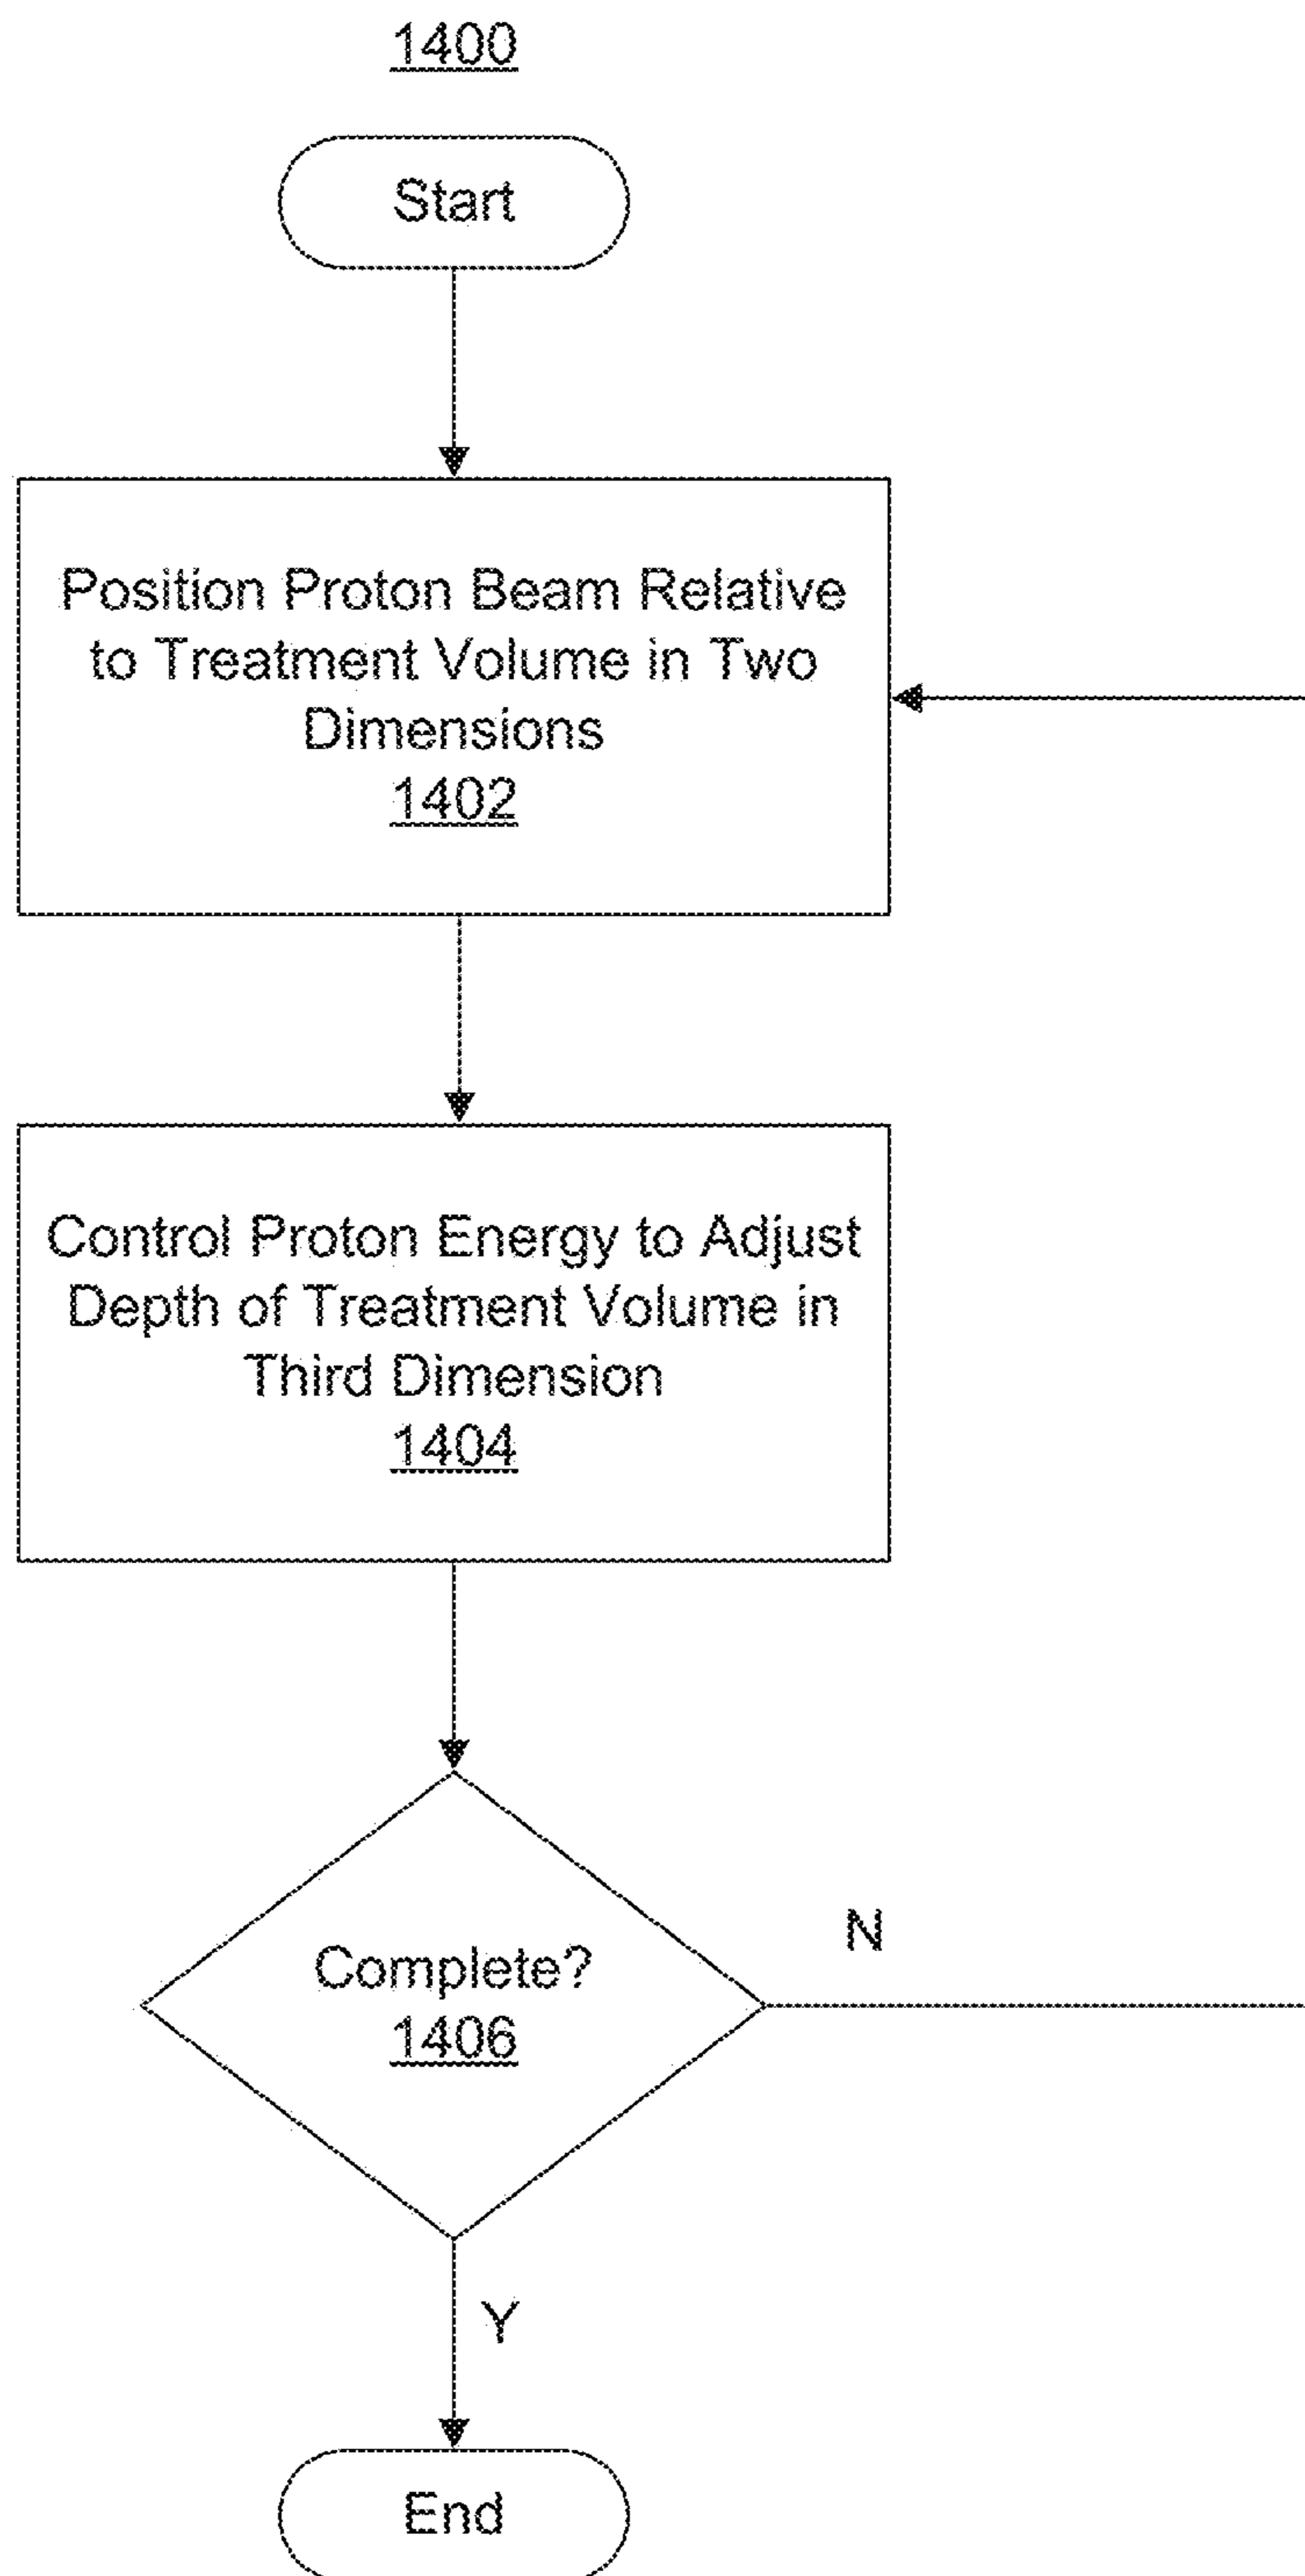 1400
Start
Position Proton Beam Relative
to Treatment Volume in Two
Dimensions
1402
Control Proton Energy to Adjust
Depth of Treatment Volume in
Third Dimension
1404
Complete?
1406
N
Y
End